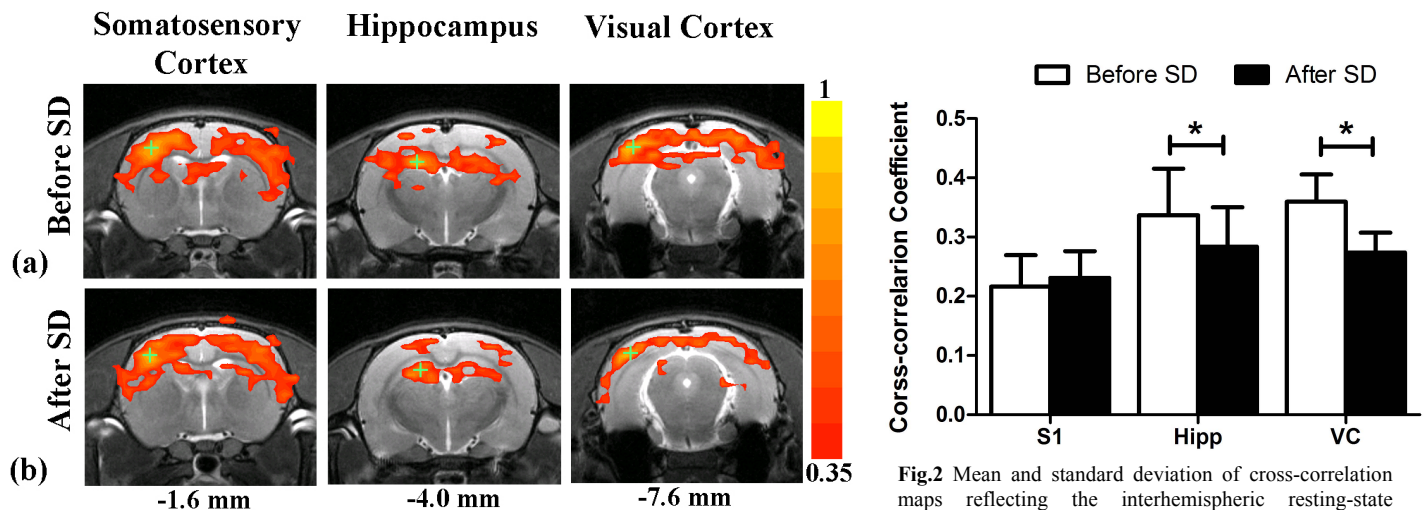 Somatosensory
Cortex
Hippocampus
Visual Cortex
Before SD
(a)
1
0.35
After SD
(b)
-1.6 mm
-4.0 mm
-7.6 mm
Before SD
After SD
Corss-correlarion Coefficient
0.5
0.4
0.3
0.2
0.1
0.0
*
*
S1
Hipp
VC
Fig.2 Mean and standard deviation of cross-correlation
maps reflecting the interhemispheric resting-state